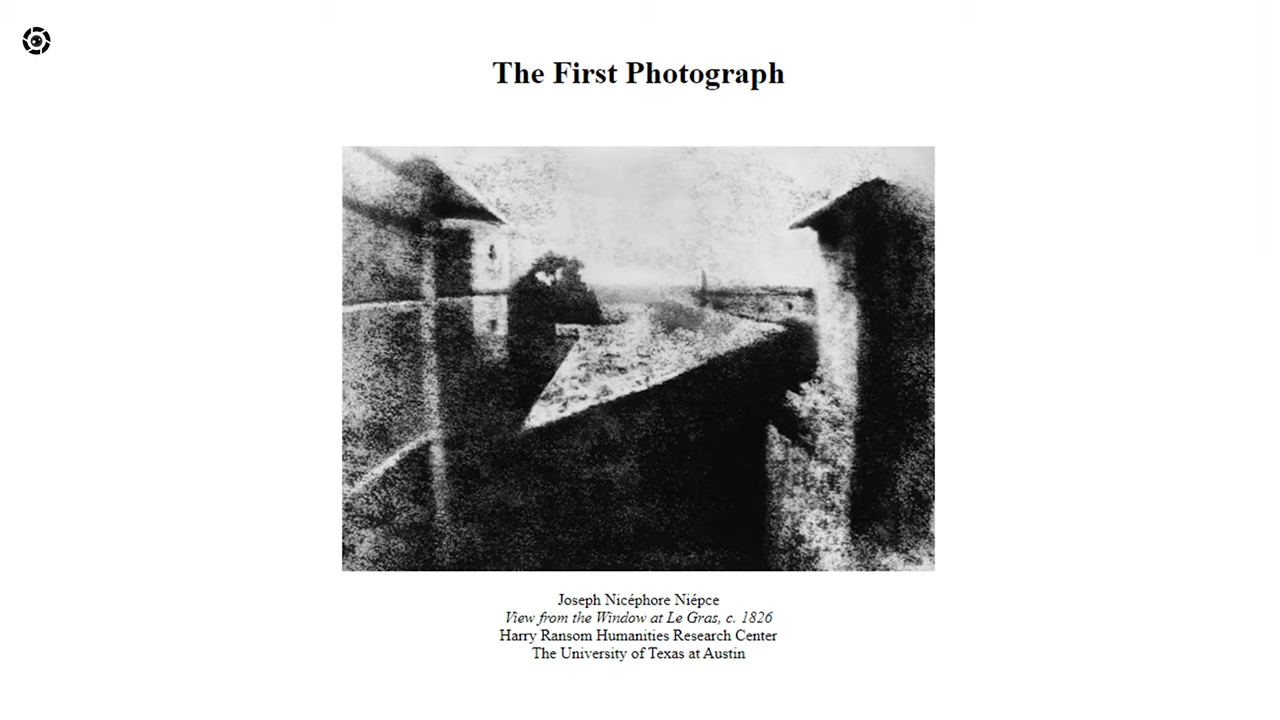 The First Photograph
Joseph Nicéphore Niépce
View from the Window at Le Gras, c. 1826
Harry Ransom Humanities Research Center
The University of Texas at Austin